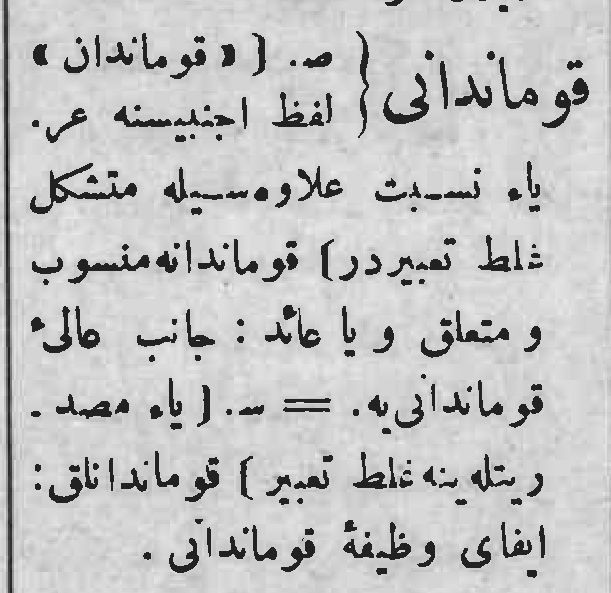 قوماندانی { ص. [ « قوماندان »
لفظ اجنبیسنه عر.
یاء نسبت علاوه‌سیله متشکل
غلط تعبیردر ] قوماندانه منسوب
و متعلق و یا عائد : جانب عالیٔ
قوماندانی‌یه. = س. [ یاء مصد.
ریتله ینه غلط تعبیر ] قوماندانلق :
ایفای وظیفهٔ قوماندانی .